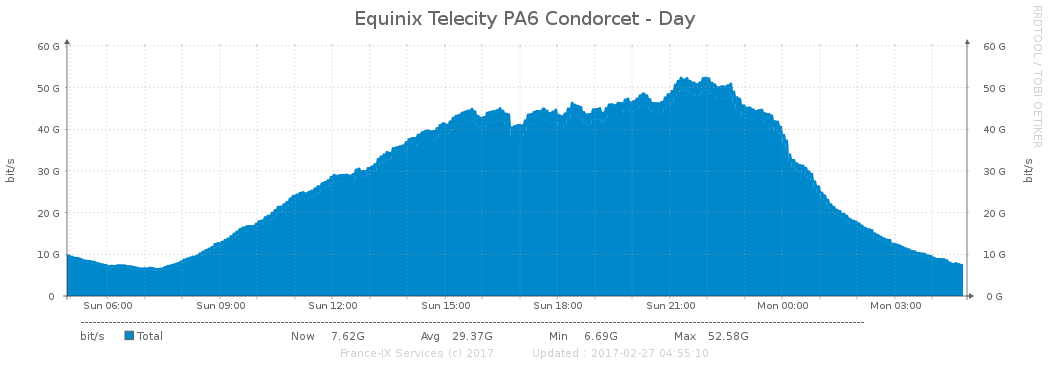 Equinix Telecity PA6 Condorcet - Day
RRDTOOL / TOBI OETIKER
bit/s
60 G
50 G
40 G
30 G
20 G
10 G
0
60 G
50 G
40 G
30 G
20 G
10 G
0 G
bit/s
Sun 06:00 Sun 09:00 Sun 12:00 Sun 15:00 Sun 18:00 Sun 21:00 Mon 00:00 Mon 03:00
bit/s Total Now 7.62G Avg 29.37G Min 6.69G Max 52.58G
France-IX Services (c) 2017 Updated : 2017-02-27 04:55:10